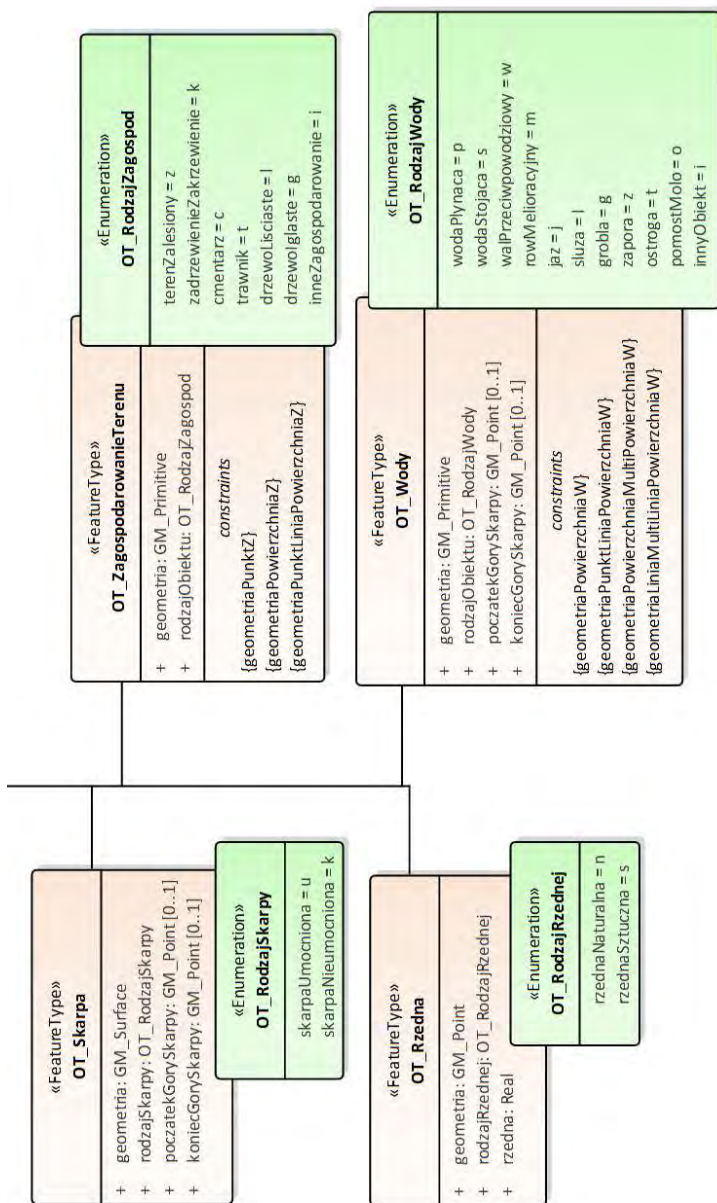 «FeatureType»
OT_Skarpa
+ geometria: GM_Surface
+ rodzajSkarpy: OT_RodzajSkarpy
+ poczatekGorySkarpy: GM_Point [0..1]
+ koniecGorySkarpy: GM_Point [0..1]
«Enumeration»
OT_RodzajSkarpy
skarpaUmocniona = u
skarpaNieumocniona = k
«FeatureType»
OT_Rzedna
+ geometria: GM_Point
+ rodzajRzednej: OT_RodzajRzednej
+ rzedna: Real
«Enumeration»
OT_RodzajRzednej
rzednaNaturalna = n
rzednaSztuczna = s
«FeatureType»
OT_ZagospodarowanieTerenu
+ geometria: GM_Primitive
+ rodzajObiektu: OT_RodzajZagospod
constraints
{geometriaPunktZ}
{geometriaPowierzchniaZ}
{geometriaPunktLiniaPowierzchniaZ}
«Enumeration»
OT_RodzajZagospod
terenZalesiony = z
zadrzewienieZakrzewienie = k
cmentarz = c
trawnik = t
drzewoLisciaste = l
drzewoIglaste = g
inneZagospodarowanie = i
«FeatureType»
OT_Wody
+ geometria: GM_Primitive
+ rodzajObiektu: OT_RodzajWody
+ poczatekGorySkarpy: GM_Point [0..1]
+ koniecGorySkarpy: GM_Point [0..1]
constraints
{geometriaPowierzchniaW}
{geometriaPunktLiniaPowierzchniaW}
{geometriaPowierzchniaMultiPowierzchniaW}
{geometriaLiniaMultiLiniaPowierzchniaW}
«Enumeration»
OT_RodzajWody
wodaPlynaca = p
wodaStojaca = s
walPrzeciwpowodziowy = w
rowMelioracyjny = m
jaz = j
sluza = l
grobla = g
zapora = z
ostroga = t
pomostMolo = o
innyObiekt = i